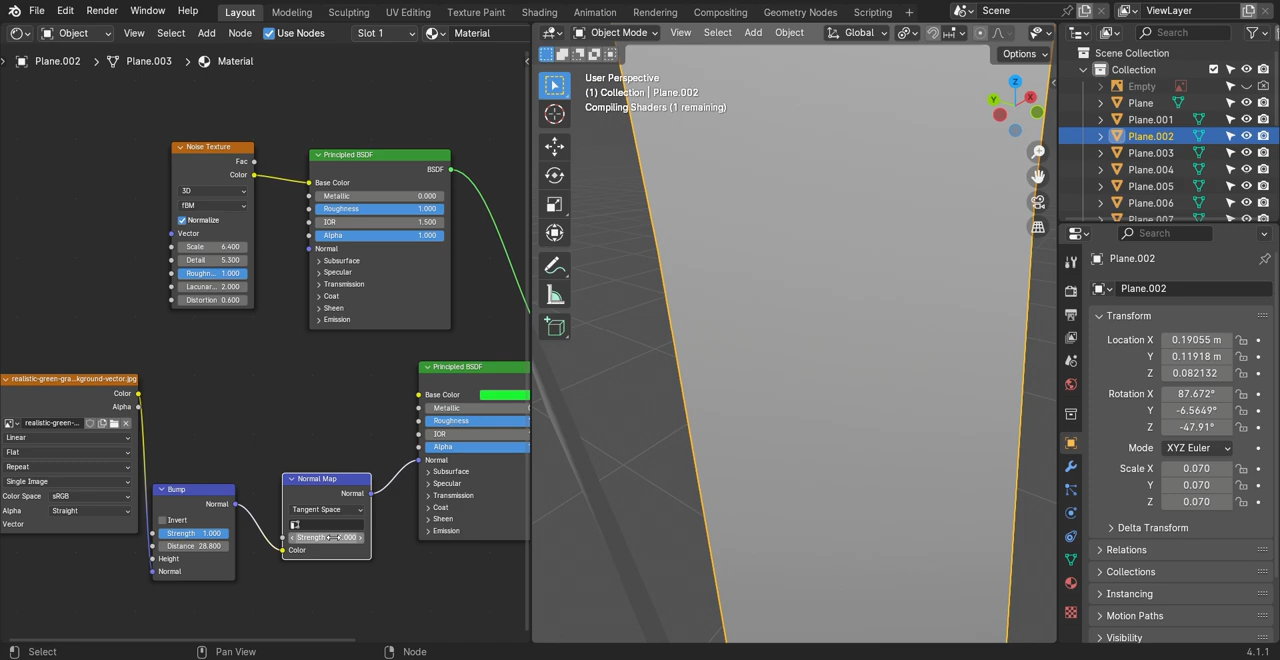 File Edit Render Window Help Layout Modeling Sculpting UV Editing Texture Paint Shading Animation Rendering Compositing Geometry Nodes Scripting + Scene ViewLayer
Object View Select Add Node Use Nodes Slot 1 Material
Plane.002 Plane.003 Material
Noise Texture
Fac
Color
3D
fBM
Normalize
Vector
Scale 6.400
Detail 5.300
Roughn... 1.000
Lacunar... 2.000
Distortion 0.600
Principled BSDF
BSDF
Base Color
Metallic 0.000
Roughness 1.000
IOR 1.500
Alpha 1.000
Normal
Subsurface
Specular
Transmission
Coat
Sheen
Emission
realistic-green-gra...kground-vector.jpg
Color
Alpha
realistic-green-...
Linear
Flat
Repeat
Single Image
Color Space sRGB
Alpha Straight
Vector
Bump
Normal
Invert
Strength 1.000
Distance 28.800
Height
Normal
Normal Map
Normal
Tangent Space
Strength
Color
Principled BSDF
Base Color
Metallic
Roughness
IOR
Alpha
Normal
Subsurface
Specular
Transmission
Coat
Sheen
Emission
Object Mode View Select Add Object Global
Options
User Perspective
(1) Collection | Plane.002
Compiling Shaders (1 remaining)
Z
Y
X
Search
Scene Collection
Collection
Empty
Plane
Plane.001
Plane.002
Plane.003
Plane.004
Plane.005
Plane.006
Plane.007
Search
Plane.002
Plane.002
Transform
Location X 0.19055 m
Y 0.11918 m
Z 0.082132
Rotation X 87.672°
Y -6.5649°
Z -47.91°
Mode XYZ Euler
Scale X 0.070
Y 0.070
Z 0.070
Delta Transform
Relations
Collections
Instancing
Motion Paths
Visibility
Select Pan View Node 4.1.1